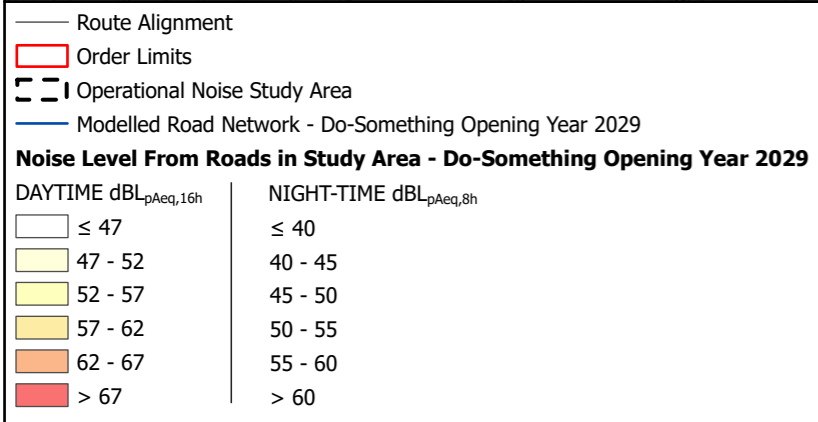 Route Alignment
Order Limits
Operational Noise Study Area
Modelled Road Network - Do-Something Opening Year 2029
Noise Level From Roads in Study Area - Do-Something Opening Year 2029
DAYTIME dBLpAeq,16h NIGHT-TIME dBLpAeq,8h
≤ 47 ≤ 40
47 - 52 40 - 45
52 - 57 45 - 50
57 - 62 50 - 55
62 - 67 55 - 60
> 67 > 60